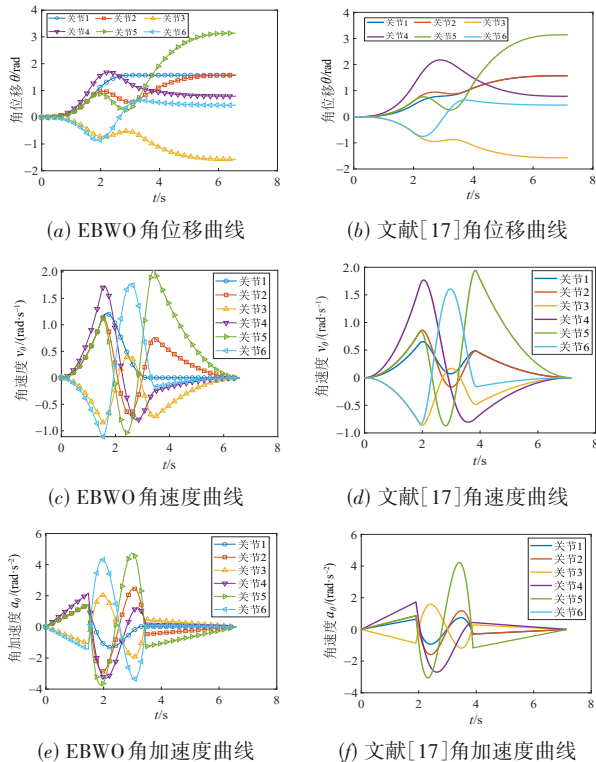 关节1 关节2 关节3
关节4 关节5 关节6
角位移θ/rad
4
3
2
1
0
−1
−2
0 2 4 6 8
t/s
(a) EBWO角位移曲线
关节1 关节2 关节3
关节4 关节5 关节6
角位移θ/rad
4
3
2
1
0
−1
−2
0 2 4 6 8
t/s
(b) 文献[17]角位移曲线
关节1
关节2
关节3
关节4
关节5
关节6
角速度 vθ/(rad·s⁻¹)
2.0
1.5
1.0
0.5
0
−0.5
−1.0
0 2 4 6 8
t/s
(c) EBWO角速度曲线
关节1
关节2
关节3
关节4
关节5
关节6
角速度 vθ/(rad·s⁻¹)
2.0
1.5
1.0
0.5
0
−0.5
−1.0
0 2 4 6 8
t/s
(d) 文献[17]角速度曲线
关节1
关节2
关节3
关节4
关节5
关节6
角加速度 aθ/(rad·s⁻²)
6
4
2
0
−2
−4
0 2 4 6 8
t/s
(e) EBWO角加速度曲线
关节1
关节2
关节3
关节4
关节5
关节6
角速度 aθ/(rad·s⁻²)
6
4
2
0
−2
−4
0 2 4 6 8
t/s
(f) 文献[17]角加速度曲线